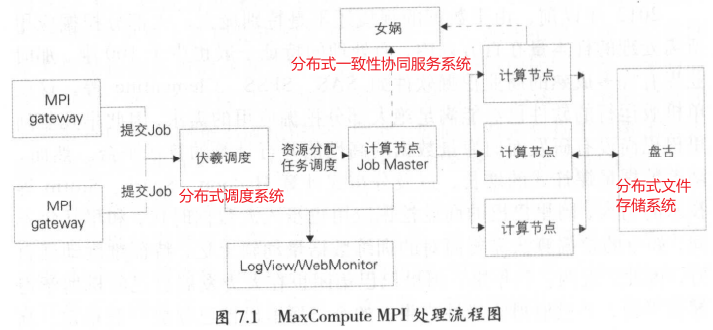 女娲
分布式一致性协同服务系统
MPI
gateway
提交Job
伏羲调度
分布式调度系统
资源分配
任务调度
计算节点
Job Master
计算节点
计算节点
计算节点
盘古
分布式文件
存储系统
提交Job
MPI
gateway
LogView/WebMonitor
图 7.1 MaxCompute MPI 处理流程图